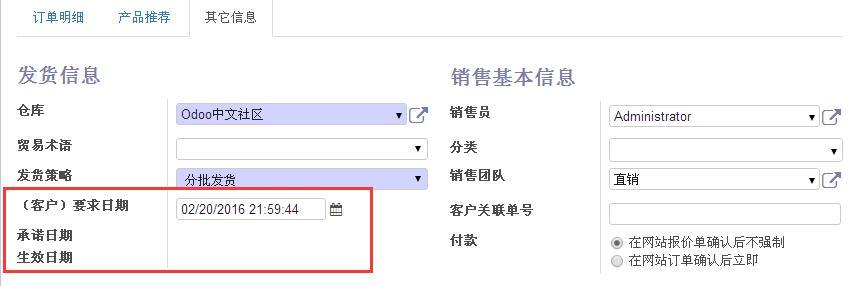 订单明细 产品推荐 其它信息
发货信息
仓库 Odoo中文社区
贸易术语
发货策略 分批发货
（客户）要求日期 02/20/2016 21:59:44
承诺日期
生效日期
销售基本信息
销售员 Administrator
分类
销售团队 直销
客户关联单号
付款 在网站报价单确认后不强制
在网站订单确认后立即